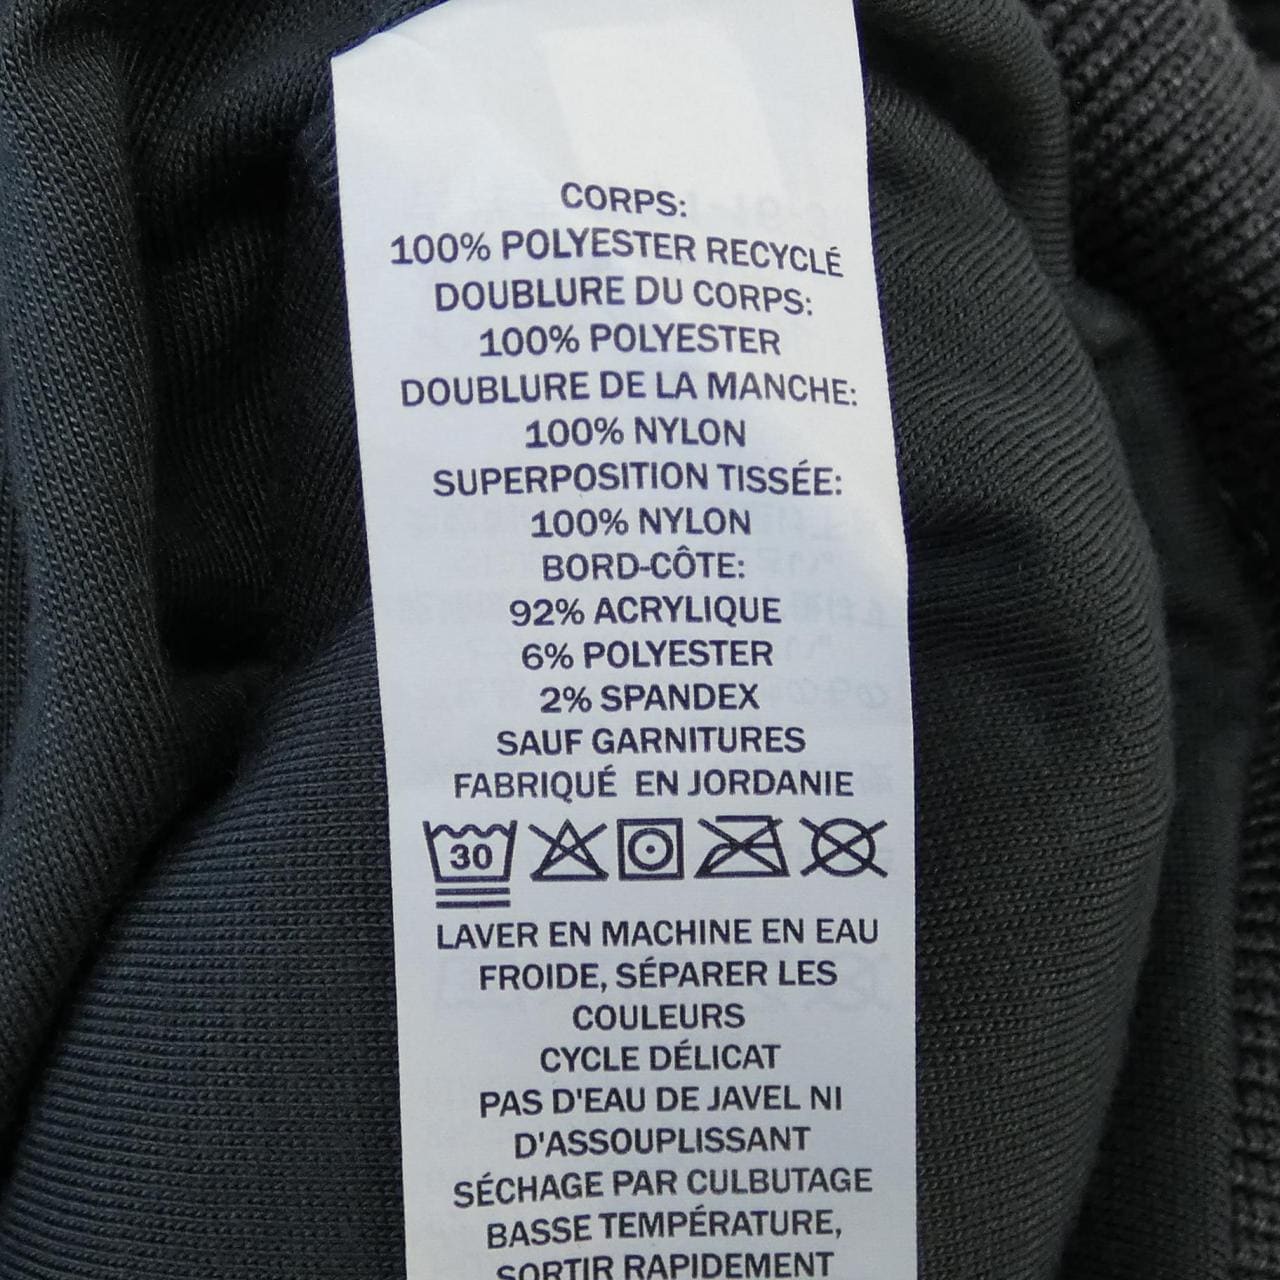 CORPS:
100% POLYESTER RECYCLÉ
DOUBLURE DU CORPS:
100% POLYESTER
DOUBLURE DE LA MANCHE:
100% NYLON
SUPERPOSITION TISSÉE:
100% NYLON
BORD-CÔTE:
92% ACRYLIQUE
6% POLYESTER
2% SPANDEX
SAUF GARNITURES
FABRIQUÉ EN JORDANIE
30
LAVER EN MACHINE EN EAU
FROIDE, SÉPARER LES
COULEURS
CYCLE DÉLICAT
PAS D'EAU DE JAVEL NI
D'ASSOUPLISSANT
SÉCHAGE PAR CULBUTAGE
BASSE TEMPÉRATURE,
SORTIR RAPIDEMENT